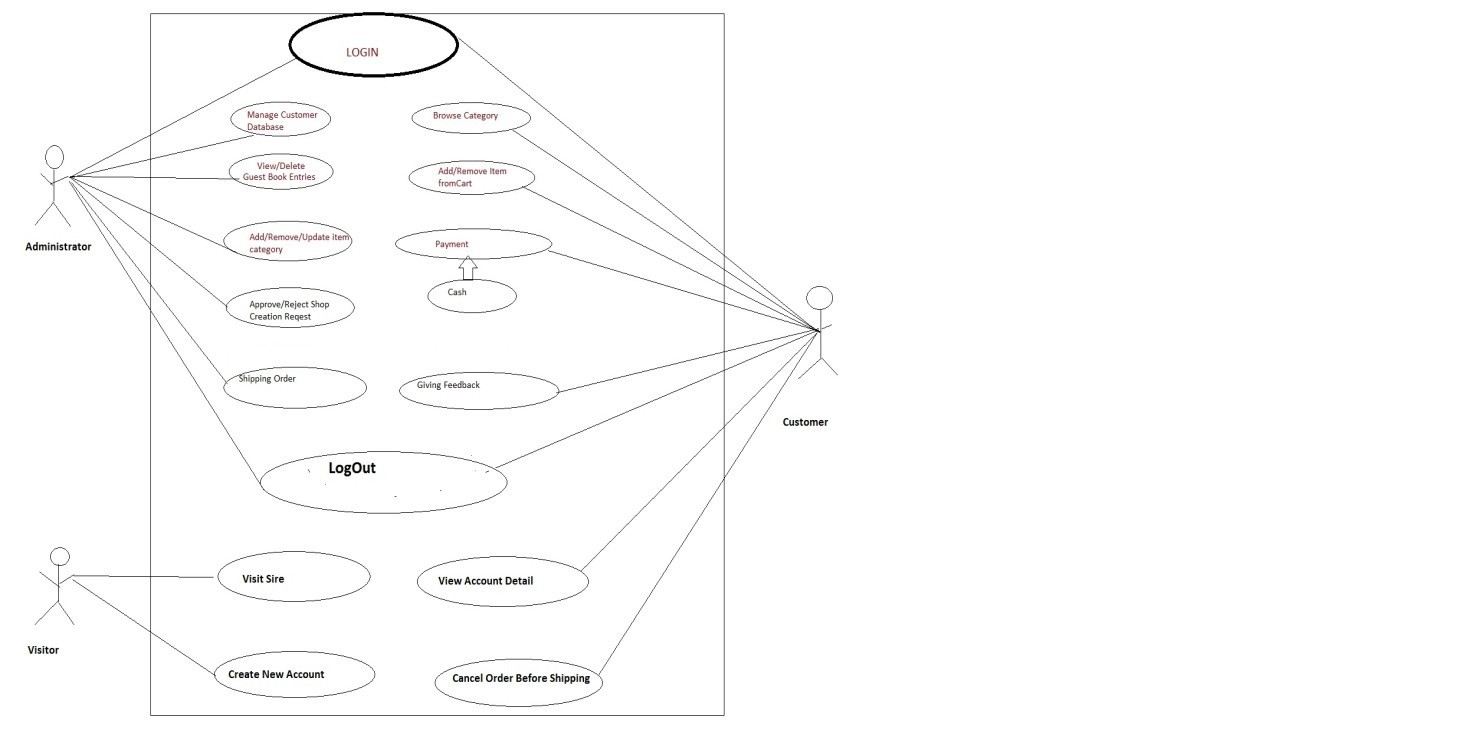 LOGIN
Manage Customer
Database
Browse Category
View/Delete
Guest Book Entries
Add/Remove Item
fromCart
Administrator
Add/Remove/Update item
category
Payment
Cash
Approve/Reject Shop
Creation Reqest
Shipping Order
Giving Feedback
Customer
LogOut
Visit Sire
View Account Detail
Visitor
Create New Account
Cancel Order Before Shipping